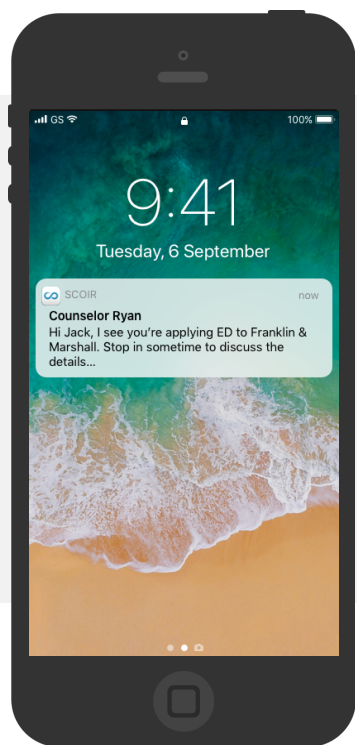 GS 100%
9:41
Tuesday, 6 September
SCOIR now
Counselor Ryan
Hi Jack, I see you're applying ED to Franklin &
Marshall. Stop in sometime to discuss the
details...